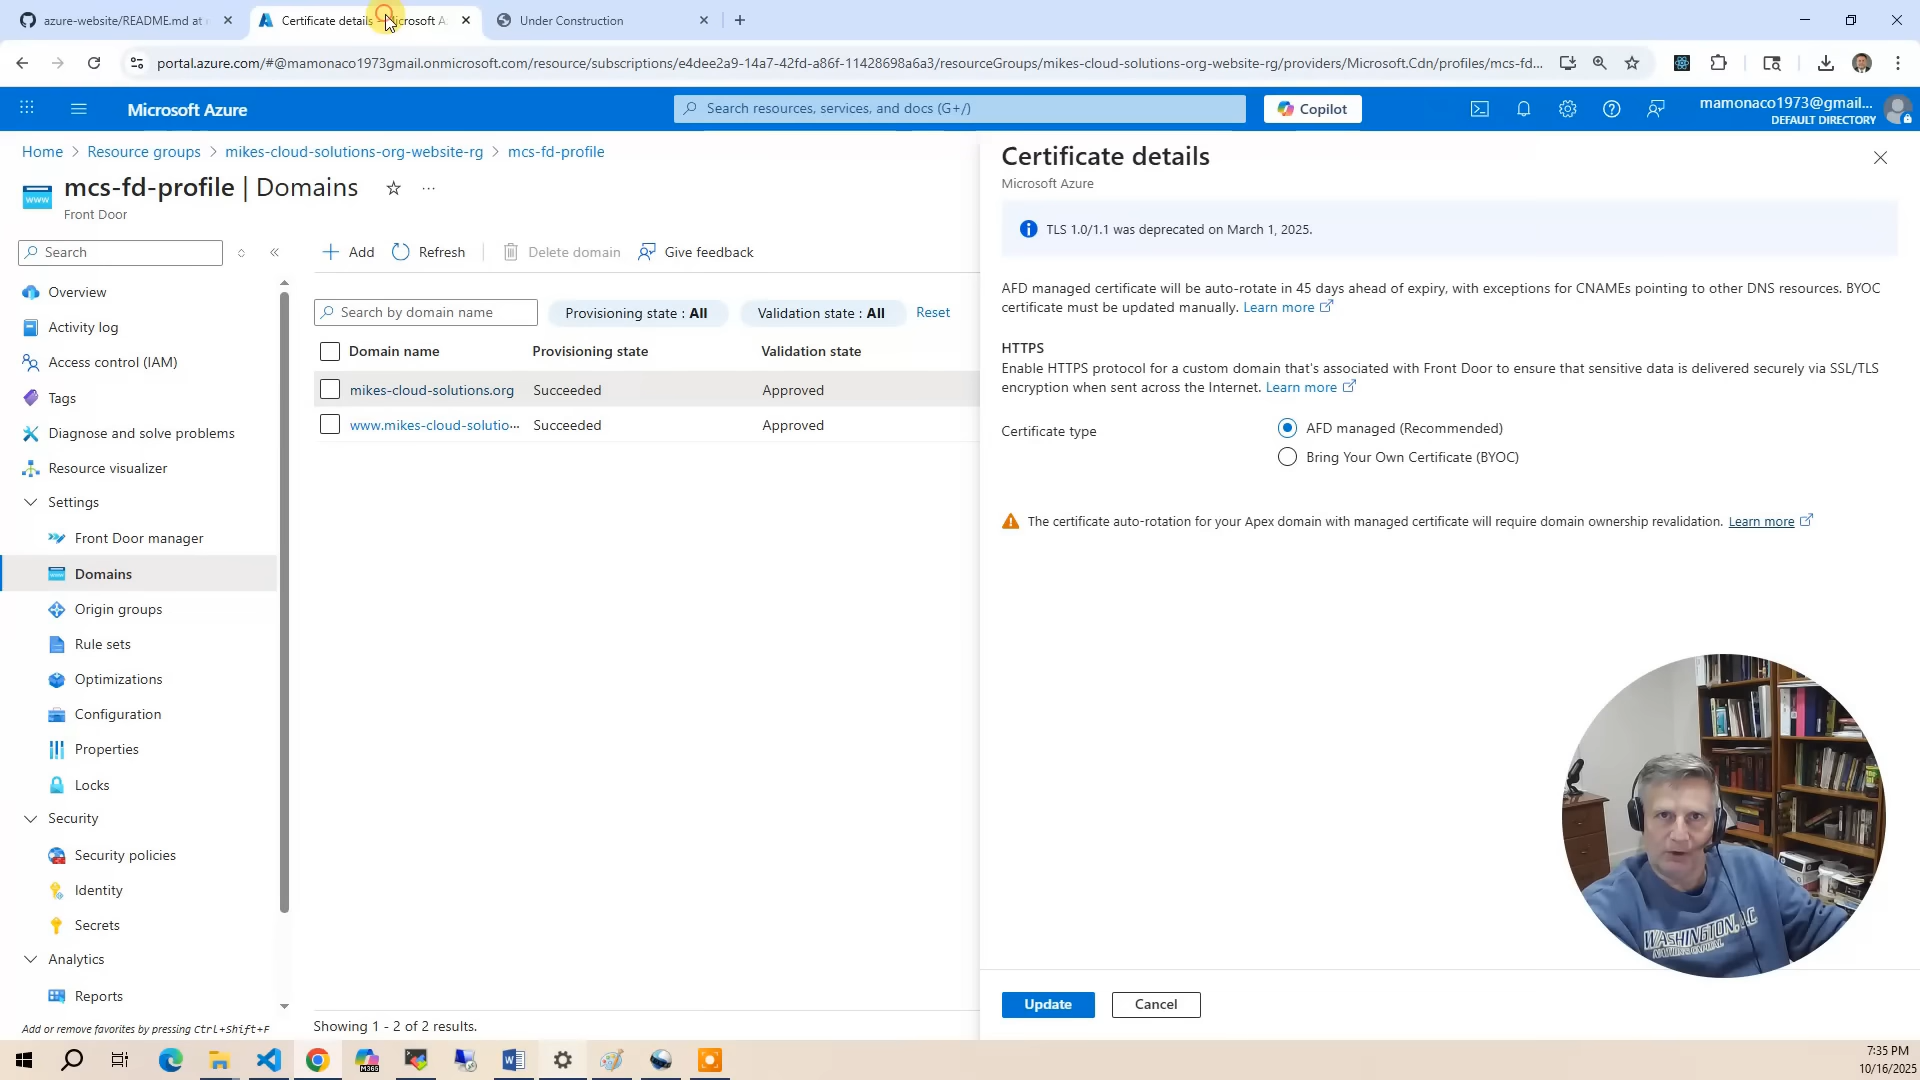 azure-website/README.md at
Certificate details - Microsoft A
Under Construction
portal.azure.com/#@mamonaco1973gmail.onmicrosoft.com/resource/subscriptions/e4dee2a9-14a7-42fd-a86f-11428698a6a3/resourceGroups/mikes-cloud-solutions-org-website-rg/providers/Microsoft.Cdn/profiles/mcs-fd...
Microsoft Azure
Search resources, services, and docs (G+/)
Copilot
mamonaco1973@gmail....
DEFAULT DIRECTORY
Home > Resource groups > mikes-cloud-solutions-org-website-rg > mcs-fd-profile
www
mcs-fd-profile | Domains
Front Door
Search
Overview
Activity log
Access control (IAM)
Tags
Diagnose and solve problems
Resource visualizer
Settings
Front Door manager
Domains
Origin groups
Rule sets
Optimizations
Configuration
Properties
Locks
Security
Security policies
Identity
Secrets
Analytics
Reports
Add or remove favorites by pressing Ctrl+Shift+F
Add
Refresh
Delete domain
Give feedback
Search by domain name
Provisioning state : All
Validation state : All
Reset
Domain name Provisioning state Validation state
mikes-cloud-solutions.org Succeeded Approved
www.mikes-cloud-solutio... Succeeded Approved
Showing 1 - 2 of 2 results.
Certificate details
Microsoft Azure
TLS 1.0/1.1 was deprecated on March 1, 2025.
AFD managed certificate will be auto-rotate in 45 days ahead of expiry, with exceptions for CNAMEs pointing to other DNS resources. BYOC
certificate must be updated manually. Learn more
HTTPS
Enable HTTPS protocol for a custom domain that's associated with Front Door to ensure that sensitive data is delivered securely via SSL/TLS
encryption when sent across the Internet. Learn more
Certificate type
AFD managed (Recommended)
Bring Your Own Certificate (BYOC)
The certificate auto-rotation for your Apex domain with managed certificate will require domain ownership revalidation. Learn more
WASHINGTON, D.C
NATION'S CAPITAL
Update
Cancel
M365
7:35 PM
10/16/2025